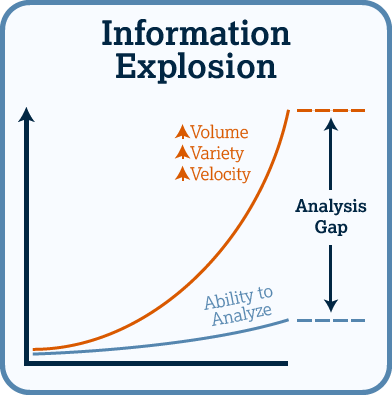 Information
Explosion
Volume
Variety
Velocity
Analysis
Gap
Ability to
Analyze